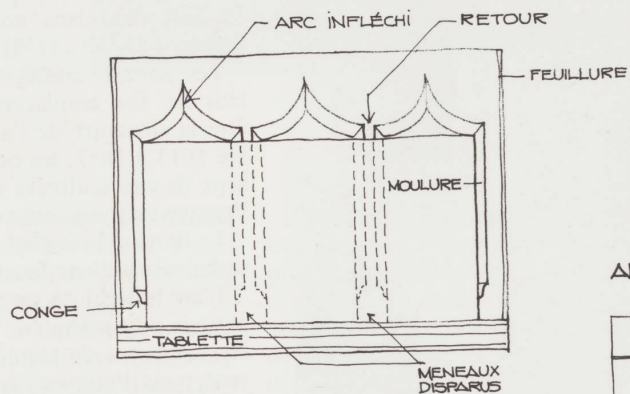 ARC INFLÉCHI
RETOUR
FEUILLURE
MOULURE
CONGE
TABLETTE
MENEAUX
DISPARUS